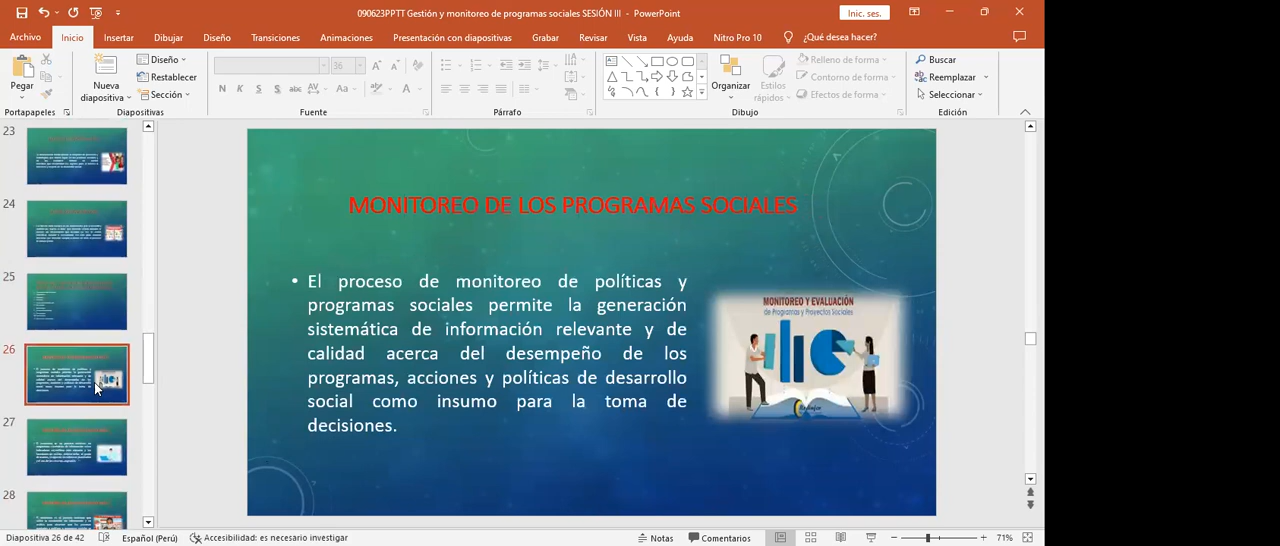 090623PPTT Gestión y monitoreo de programas sociales SESIÓN III - PowerPoint
Inic. ses.
Archivo Inicio Insertar Dibujar Diseño Transiciones Animaciones Presentación con diapositivas Grabar Revisar Vista Ayuda Nitro Pro 10 ¿Qué desea hacer?
Pegar
Nueva diapositiva
Diseño
Restablecer
Sección
36
N K S S abc AV Aa A
Organizar
Estilos rápidos
Relleno de forma
Contorno de forma
Efectos de forma
Buscar
Reemplazar
Seleccionar
Portapapeles Diapositivas Fuente Párrafo Dibujo Edición
23
24
25
26
27
28
MONITOREO DE LOS PROGRAMAS SOCIALES
• El proceso de monitoreo de políticas y
programas sociales permite la generación
sistemática de información relevante y de
calidad acerca del desempeño de los
programas, acciones y políticas de desarrollo
social como insumo para la toma de
decisiones.
MONITOREO Y EVALUACIÓN
de Programas y Proyectos Sociales
Diapositiva 26 de 42 Español (Perú) Accesibilidad: es necesario investigar Notas Comentarios 71%